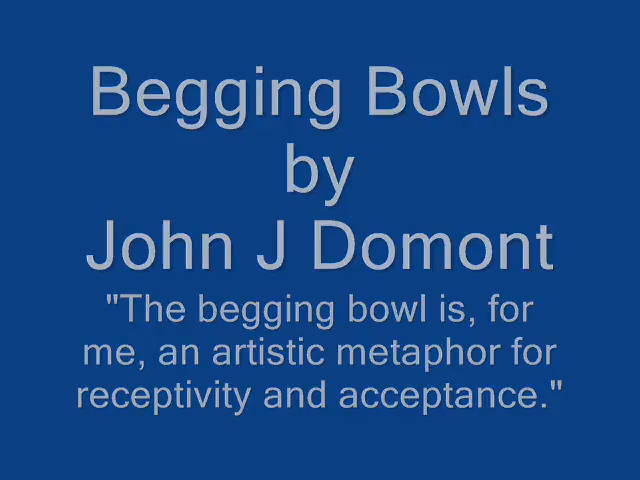 Begging Bowls
by
John J Domont
"The begging bowl is, for
me, an artistic metaphor for
receptivity and acceptance."